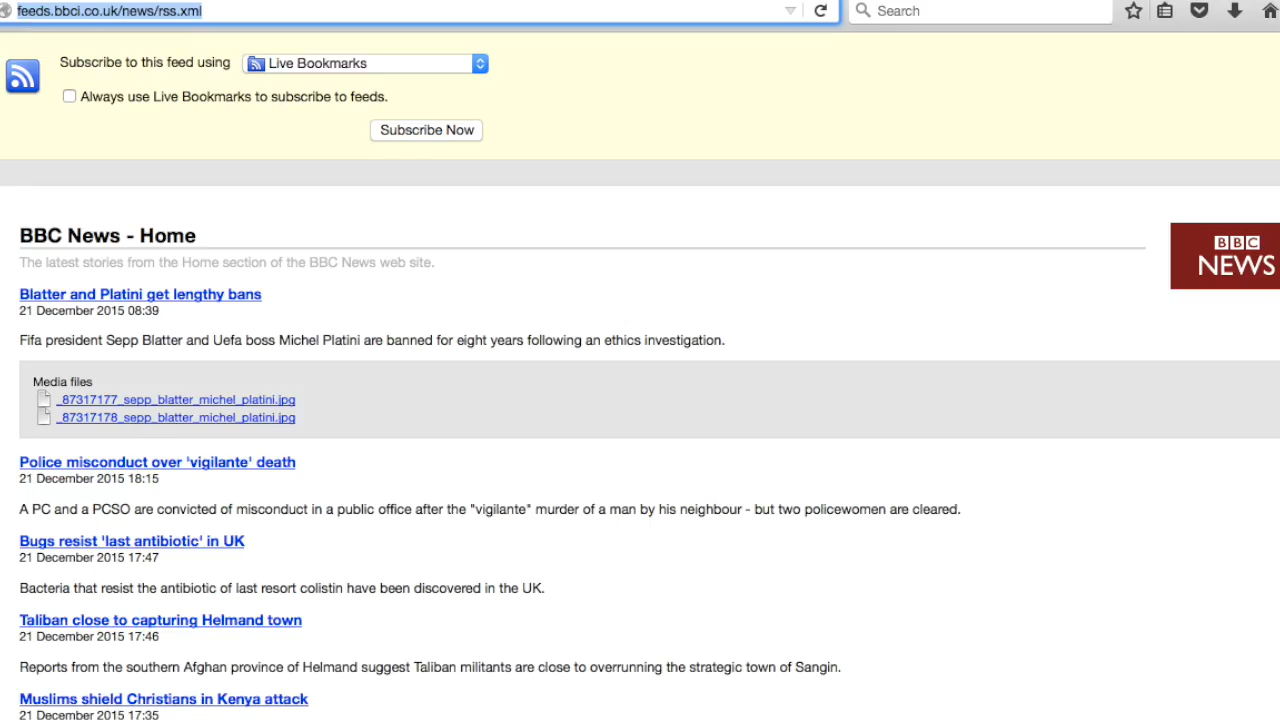 feeds.bbci.co.uk/news/rss.xml
Search
Subscribe to this feed using Live Bookmarks
Always use Live Bookmarks to subscribe to feeds.
Subscribe Now
BBC News - Home
BBC
NEWS
The latest stories from the Home section of the BBC News web site.
Blatter and Platini get lengthy bans
21 December 2015 08:39
Fifa president Sepp Blatter and Uefa boss Michel Platini are banned for eight years following an ethics investigation.
Media files
_87317177_sepp_blatter_michel_platini.jpg
_87317178_sepp_blatter_michel_platini.jpg
Police misconduct over 'vigilante' death
21 December 2015 18:15
A PC and a PCSO are convicted of misconduct in a public office after the "vigilante" murder of a man by his neighbour - but two policewomen are cleared.
Bugs resist 'last antibiotic' in UK
21 December 2015 17:47
Bacteria that resist the antibiotic of last resort colistin have been discovered in the UK.
Taliban close to capturing Helmand town
21 December 2015 17:46
Reports from the southern Afghan province of Helmand suggest Taliban militants are close to overrunning the strategic town of Sangin.
Muslims shield Christians in Kenya attack
21 December 2015 17:35